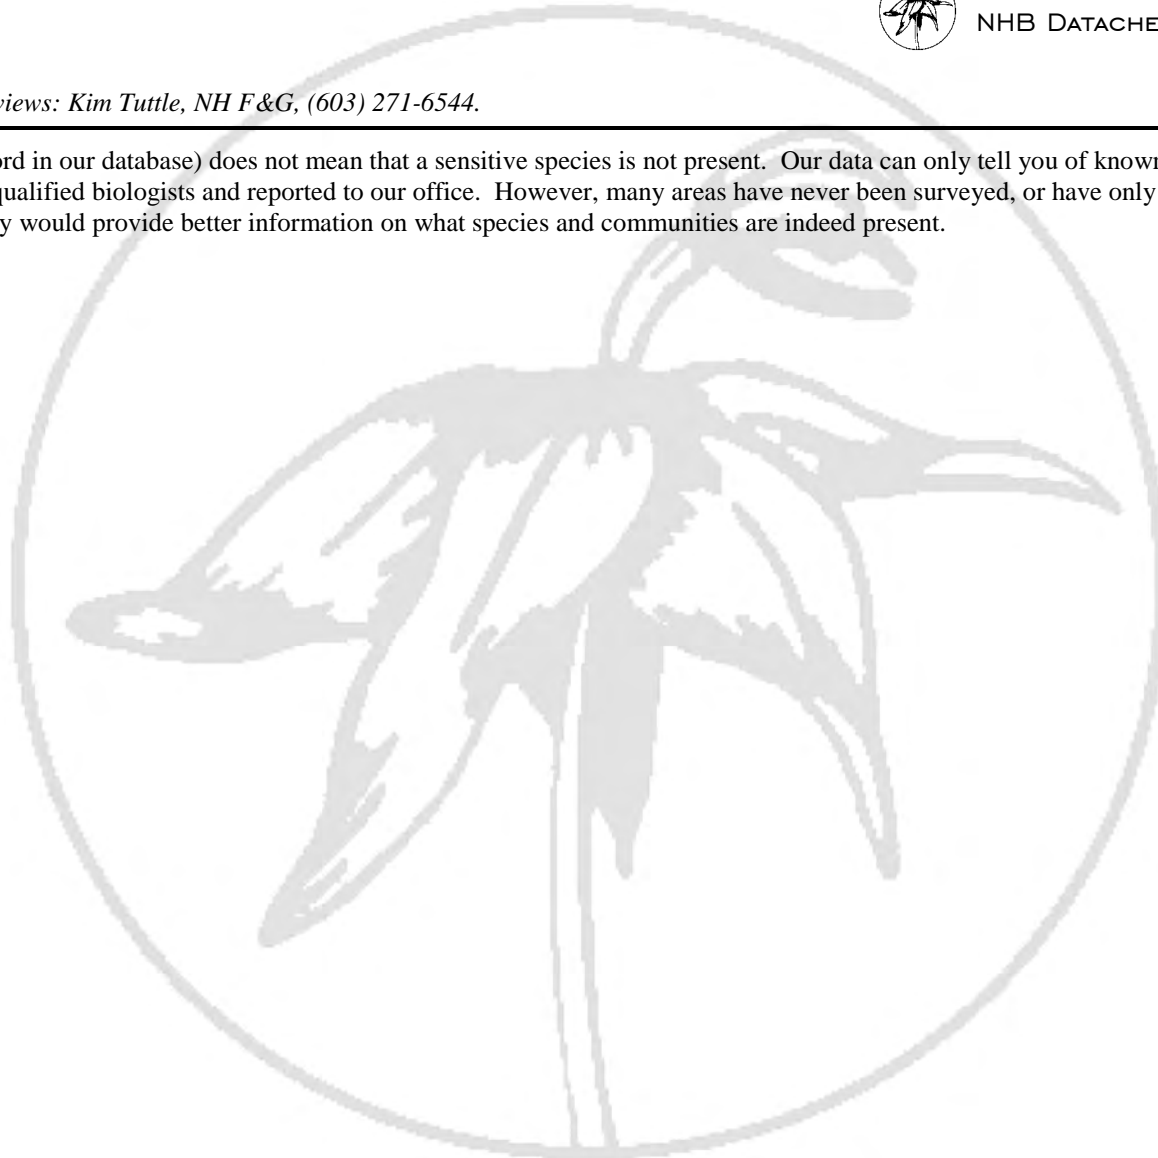 NHB DATACHE
views: Kim Tuttle, NH F&G, (603) 271-6544.
ord in our database) does not mean that a sensitive species is not present. Our data can only tell you of known
qualified biologists and reported to our office. However, many areas have never been surveyed, or have only
y would provide better information on what species and communities are indeed present.